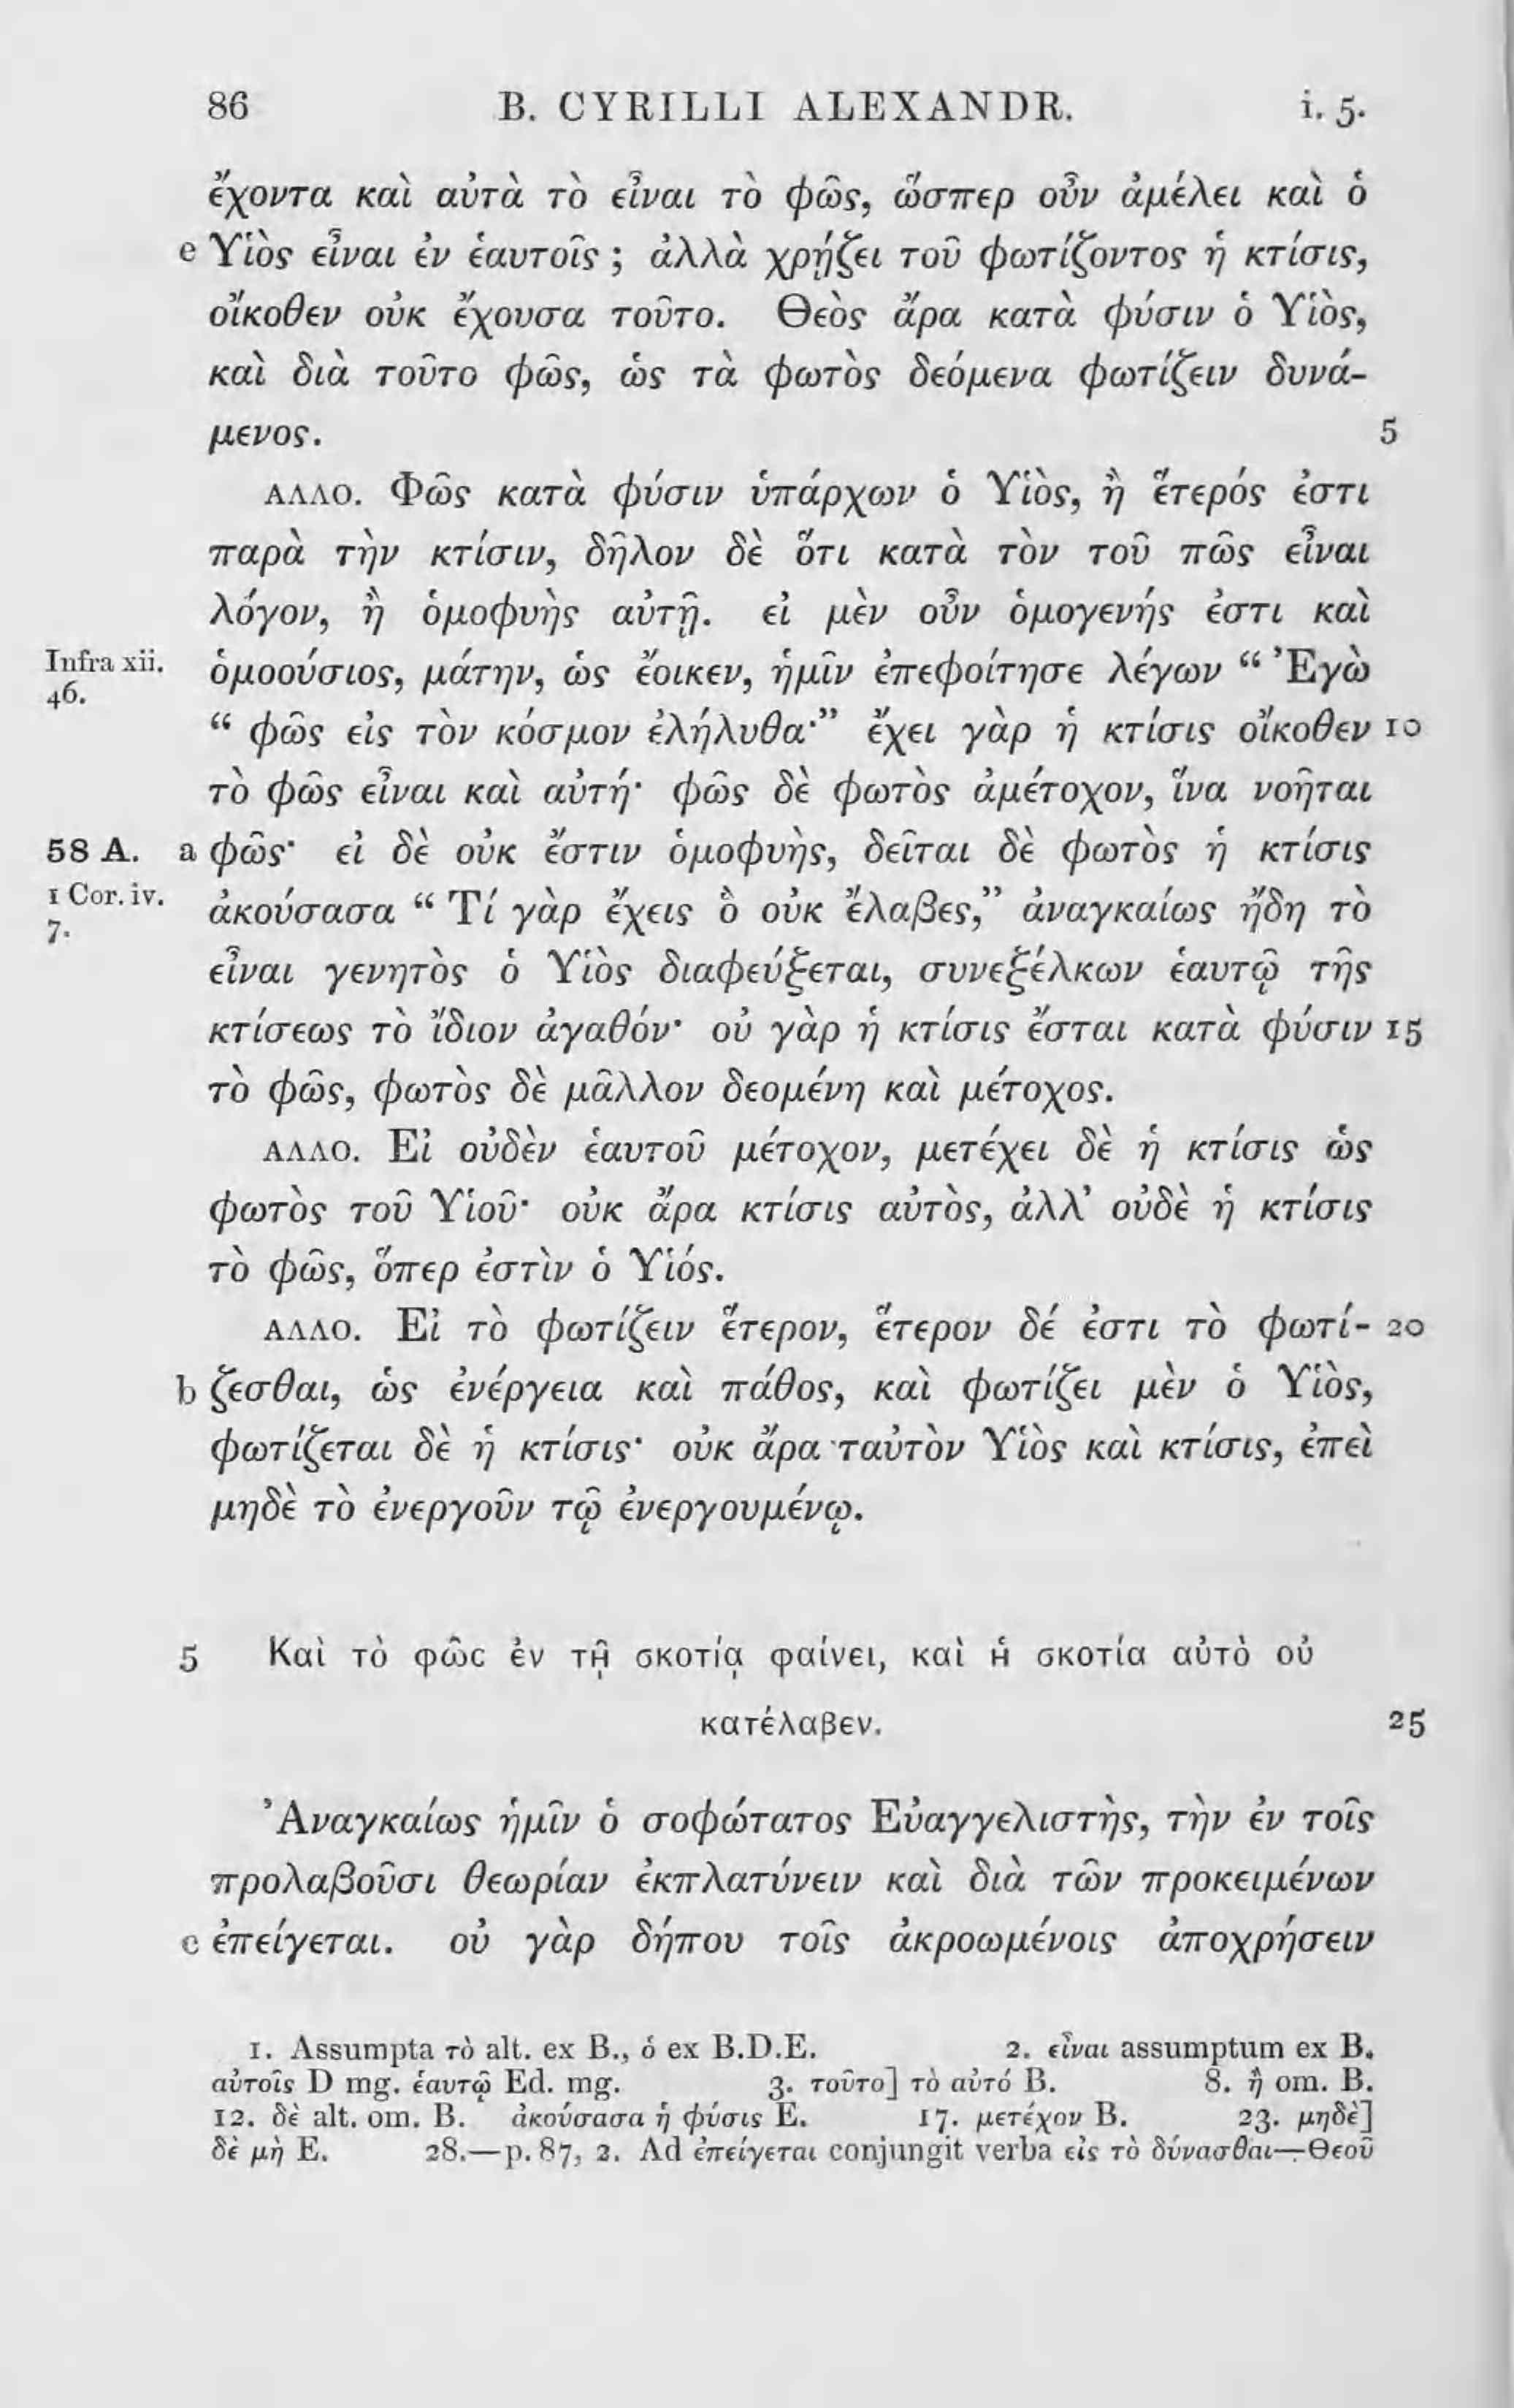 86 B. CYRILLI ALEXANDR. i. 5.
ἔχοντα καὶ αὐτὰ τὸ εἶναι τὸ φῶς, ὥσπερ οὖν ἀμέλει καὶ ὁ
e Υἱὸς εἶναι ἐν ἑαυτοῖς ; ἀλλὰ χρῄζει τοῦ φωτίζοντος ἡ κτίσις,
οἴκοθεν οὐκ ἔχουσα τοῦτο. Θεὸς ἄρα κατὰ φύσιν ὁ Υἱὸς,
καὶ διὰ τοῦτο φῶς, ὡς τὰ φωτὸς δεόμενα φωτίζειν δυνά-
μενος. 5
ΑΛΛΟ. Φῶς κατὰ φύσιν ὑπάρχων ὁ Υἱὸς, ἢ ἕτερός ἐστι
παρὰ τὴν κτίσιν, δῆλον δὲ ὅτι κατὰ τὸν τοῦ πῶς εἶναι
λόγον, ἢ ὁμοφυὴς αὐτῇ. εἰ μὲν οὖν ὁμογενής ἐστι καὶ
Infra xii. 46. ὁμοούσιος, μάτην, ὡς ἔοικεν, ἡμῖν ἐπεφοίτησε λέγων “ Ἐγὼ
“ φῶς εἰς τὸν κόσμον ἐλήλυθα·” ἔχει γὰρ ἡ κτίσις οἴκοθεν 10
τὸ φῶς εἶναι καὶ αὐτή· φῶς δὲ φωτὸς ἀμέτοχον, ἵνα νοῆται
58 A. a φῶς· εἰ δὲ οὐκ ἔστιν ὁμοφυὴς, δεῖται δὲ φωτὸς ἡ κτίσις
1 Cor. iv. 7. ἀκούσασα “ Τί γὰρ ἔχεις ὃ οὐκ ἔλαβες,” ἀναγκαίως ἤδη τὸ
εἶναι γενητὸς ὁ Υἱὸς διαφεύξεται, συνεξέλκων ἑαυτῷ τῆς
κτίσεως τὸ ἴδιον ἀγαθόν· οὐ γὰρ ἡ κτίσις ἔσται κατὰ φύσιν 15
τὸ φῶς, φωτὸς δὲ μᾶλλον δεομένη καὶ μέτοχος.
ΑΛΛΟ. Εἰ οὐδὲν ἑαυτοῦ μέτοχον, μετέχει δὲ ἡ κτίσις ὡς
φωτὸς τοῦ Υἱοῦ· οὐκ ἄρα κτίσις αὐτὸς, ἀλλ’ οὐδὲ ἡ κτίσις
τὸ φῶς, ὅπερ ἐστὶν ὁ Υἱός.
ΑΛΛΟ. Εἰ τὸ φωτίζειν ἕτερον, ἕτερον δέ ἐστι τὸ φωτί- 20
b ζεσθαι, ὡς ἐνέργεια καὶ πάθος, καὶ φωτίζει μὲν ὁ Υἱὸς,
φωτίζεται δὲ ἡ κτίσις· οὐκ ἄρα ταὐτὸν Υἱὸς καὶ κτίσις, ἐπεὶ
μηδὲ τὸ ἐνεργοῦν τῷ ἐνεργουμένῳ.
5 Καὶ τὸ φῶς ἐν τῇ σκοτίᾳ φαίνει, καὶ ἡ σκοτία αὐτὸ οὐ
κατέλαβεν. 25
Ἀναγκαίως ἡμῖν ὁ σοφώτατος Εὐαγγελιστὴς, τὴν ἐν τοῖς
προλαβοῦσι θεωρίαν ἐκπλατύνειν καὶ διὰ τῶν προκειμένων
c ἐπείγεται. οὐ γὰρ δήπου τοῖς ἀκροωμένοις ἀποχρήσειν
1. Assumpta τὸ alt. ex B., ὁ ex B.D.E. 2. εἶναι assumptum ex B.
αὐτοῖς D mg. ἑαυτῷ Ed. mg. 3. τοῦτο] τὸ αὐτό B. 8. ἢ om. B.
12. δὲ alt. om. B. ἀκούσασα ἡ φύσις E. 17. μετέχον B. 23. μηδὲ]
δὲ μὴ E. 28.—p. 87, 2. Ad ἐπείγεται conjungit verba εἰς τὸ δύνασθαι—Θεοῦ